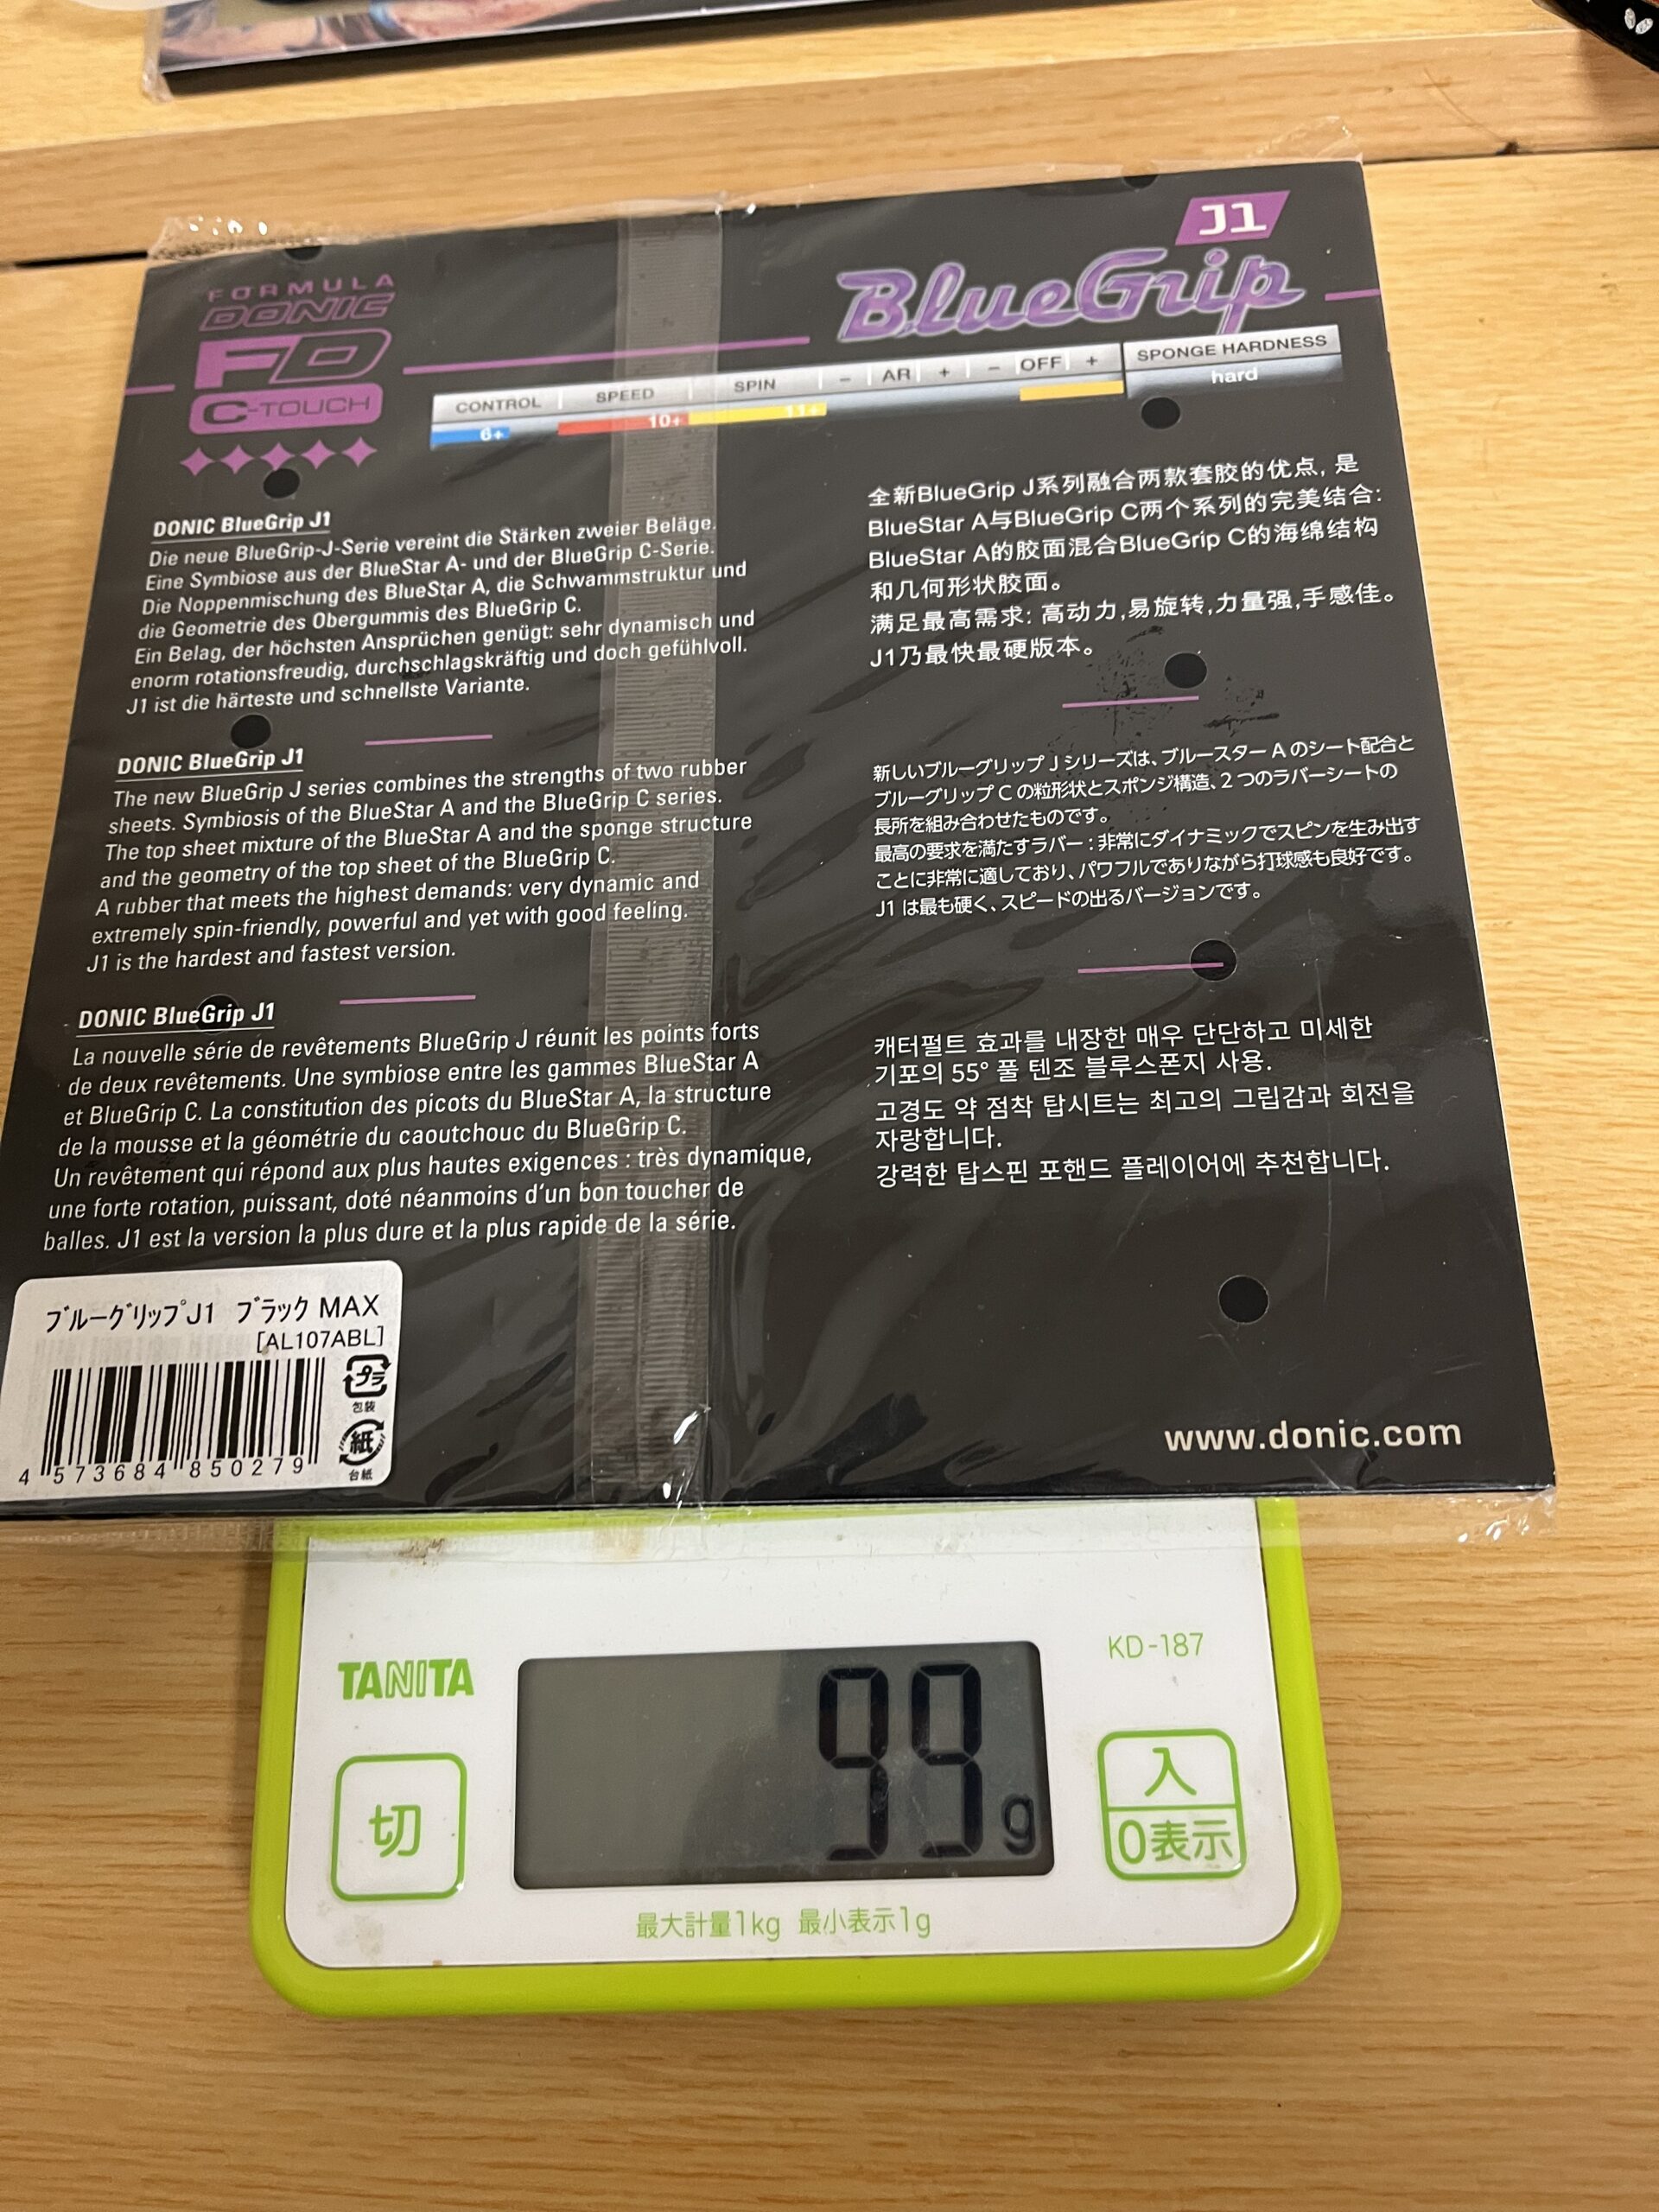 J1
BlueGrip
FORMULA
DONIC
FD
C-TOUCH
CONTROL SPEED SPIN - AR + - OFF + SPONGE HARDNESS
6+ 10+ 11+ hard
DONIC BlueGrip J1
Die neue BlueGrip-J-Serie vereint die Stärken zweier Beläge.
Eine Symbiose aus der BlueStar A- und der BlueGrip C-Serie.
Die Noppenmischung des BlueStar A, die Schwammstruktur und
die Geometrie des Obergummis des BlueGrip C.
Ein Belag, der höchsten Ansprüchen genügt: sehr dynamisch und
enorm rotationsfreudig, durchschlagskräftig und doch gefühlvoll.
J1 ist die härteste und schnellste Variante.
DONIC BlueGrip J1
The new BlueGrip J series combines the strengths of two rubber
sheets. Symbiosis of the BlueStar A and the BlueGrip C series.
The top sheet mixture of the BlueStar A and the sponge structure
and the geometry of the top sheet of the BlueGrip C.
A rubber that meets the highest demands: very dynamic and
extremely spin-friendly, powerful and yet with good feeling.
J1 is the hardest and fastest version.
DONIC BlueGrip J1
La nouvelle série de revêtements BlueGrip J réunit les points forts
de deux revêtements. Une symbiose entre les gammes BlueStar A
et BlueGrip C. La constitution des picots du BlueStar A, la structure
de la mousse et la géométrie du caoutchouc du BlueGrip C.
Un revêtement qui répond aux plus hautes exigences : très dynamique,
une forte rotation, puissant, doté néanmoins d'un bon toucher de
balles. J1 est la version la plus dure et la plus rapide de la série.
全新BlueGrip J系列融合两款套胶的优点, 是
BlueStar A与BlueGrip C两个系列的完美结合:
BlueStar A的胶面混合BlueGrip C的海绵结构
和几何形状胶面。
满足最高需求: 高动力,易旋转,力量强,手感佳。
J1乃最快最硬版本。
新しいブルーグリップ J シリーズは、ブルースター A のシート配合と
ブルーグリップ C の粒形状とスポンジ構造、2 つのラバーシートの
長所を組み合わせたものです。
最高の要求を満たすラバー : 非常にダイナミックでスピンを生み出す
ことに非常に適しており、パワフルでありながら打球感も良好です。
J1 は最も硬く、スピードの出るバージョンです。
캐터펄트 효과를 내장한 매우 단단하고 미세한
기포의 55° 풀 텐조 블루스폰지 사용.
고경도 약 점착 탑시트는 최고의 그립감과 회전을
자랑합니다.
강력한 탑스핀 포핸드 플레이어에 추천합니다.
ブルーグリップJ1 ブラック MAX
[AL107ABL]
プラ
包装
紙
台紙
4 573684 850279
www.donic.com
TANITA
KD-187
99g
切
入
0表示
最大計量1kg 最小表示1g